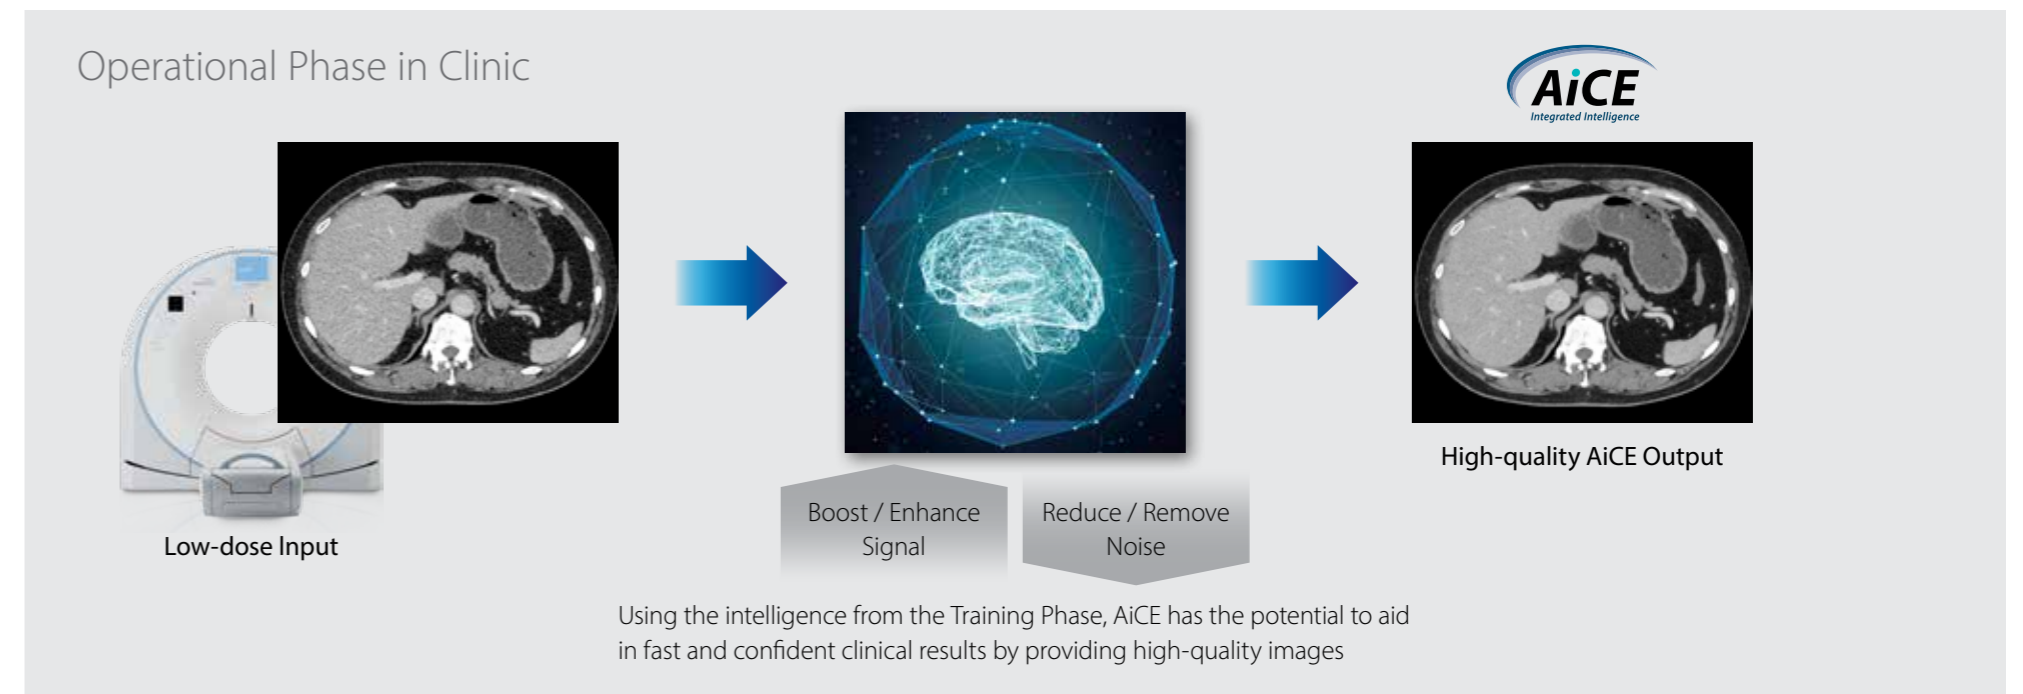 Operational Phase in Clinic
AiCE
Integrated Intelligence
Low-dose Input
High-quality AiCE Output
Boost / Enhance
Signal
Reduce / Remove
Noise
Using the intelligence from the Training Phase, AiCE has the potential to aid
in fast and confident clinical results by providing high-quality images